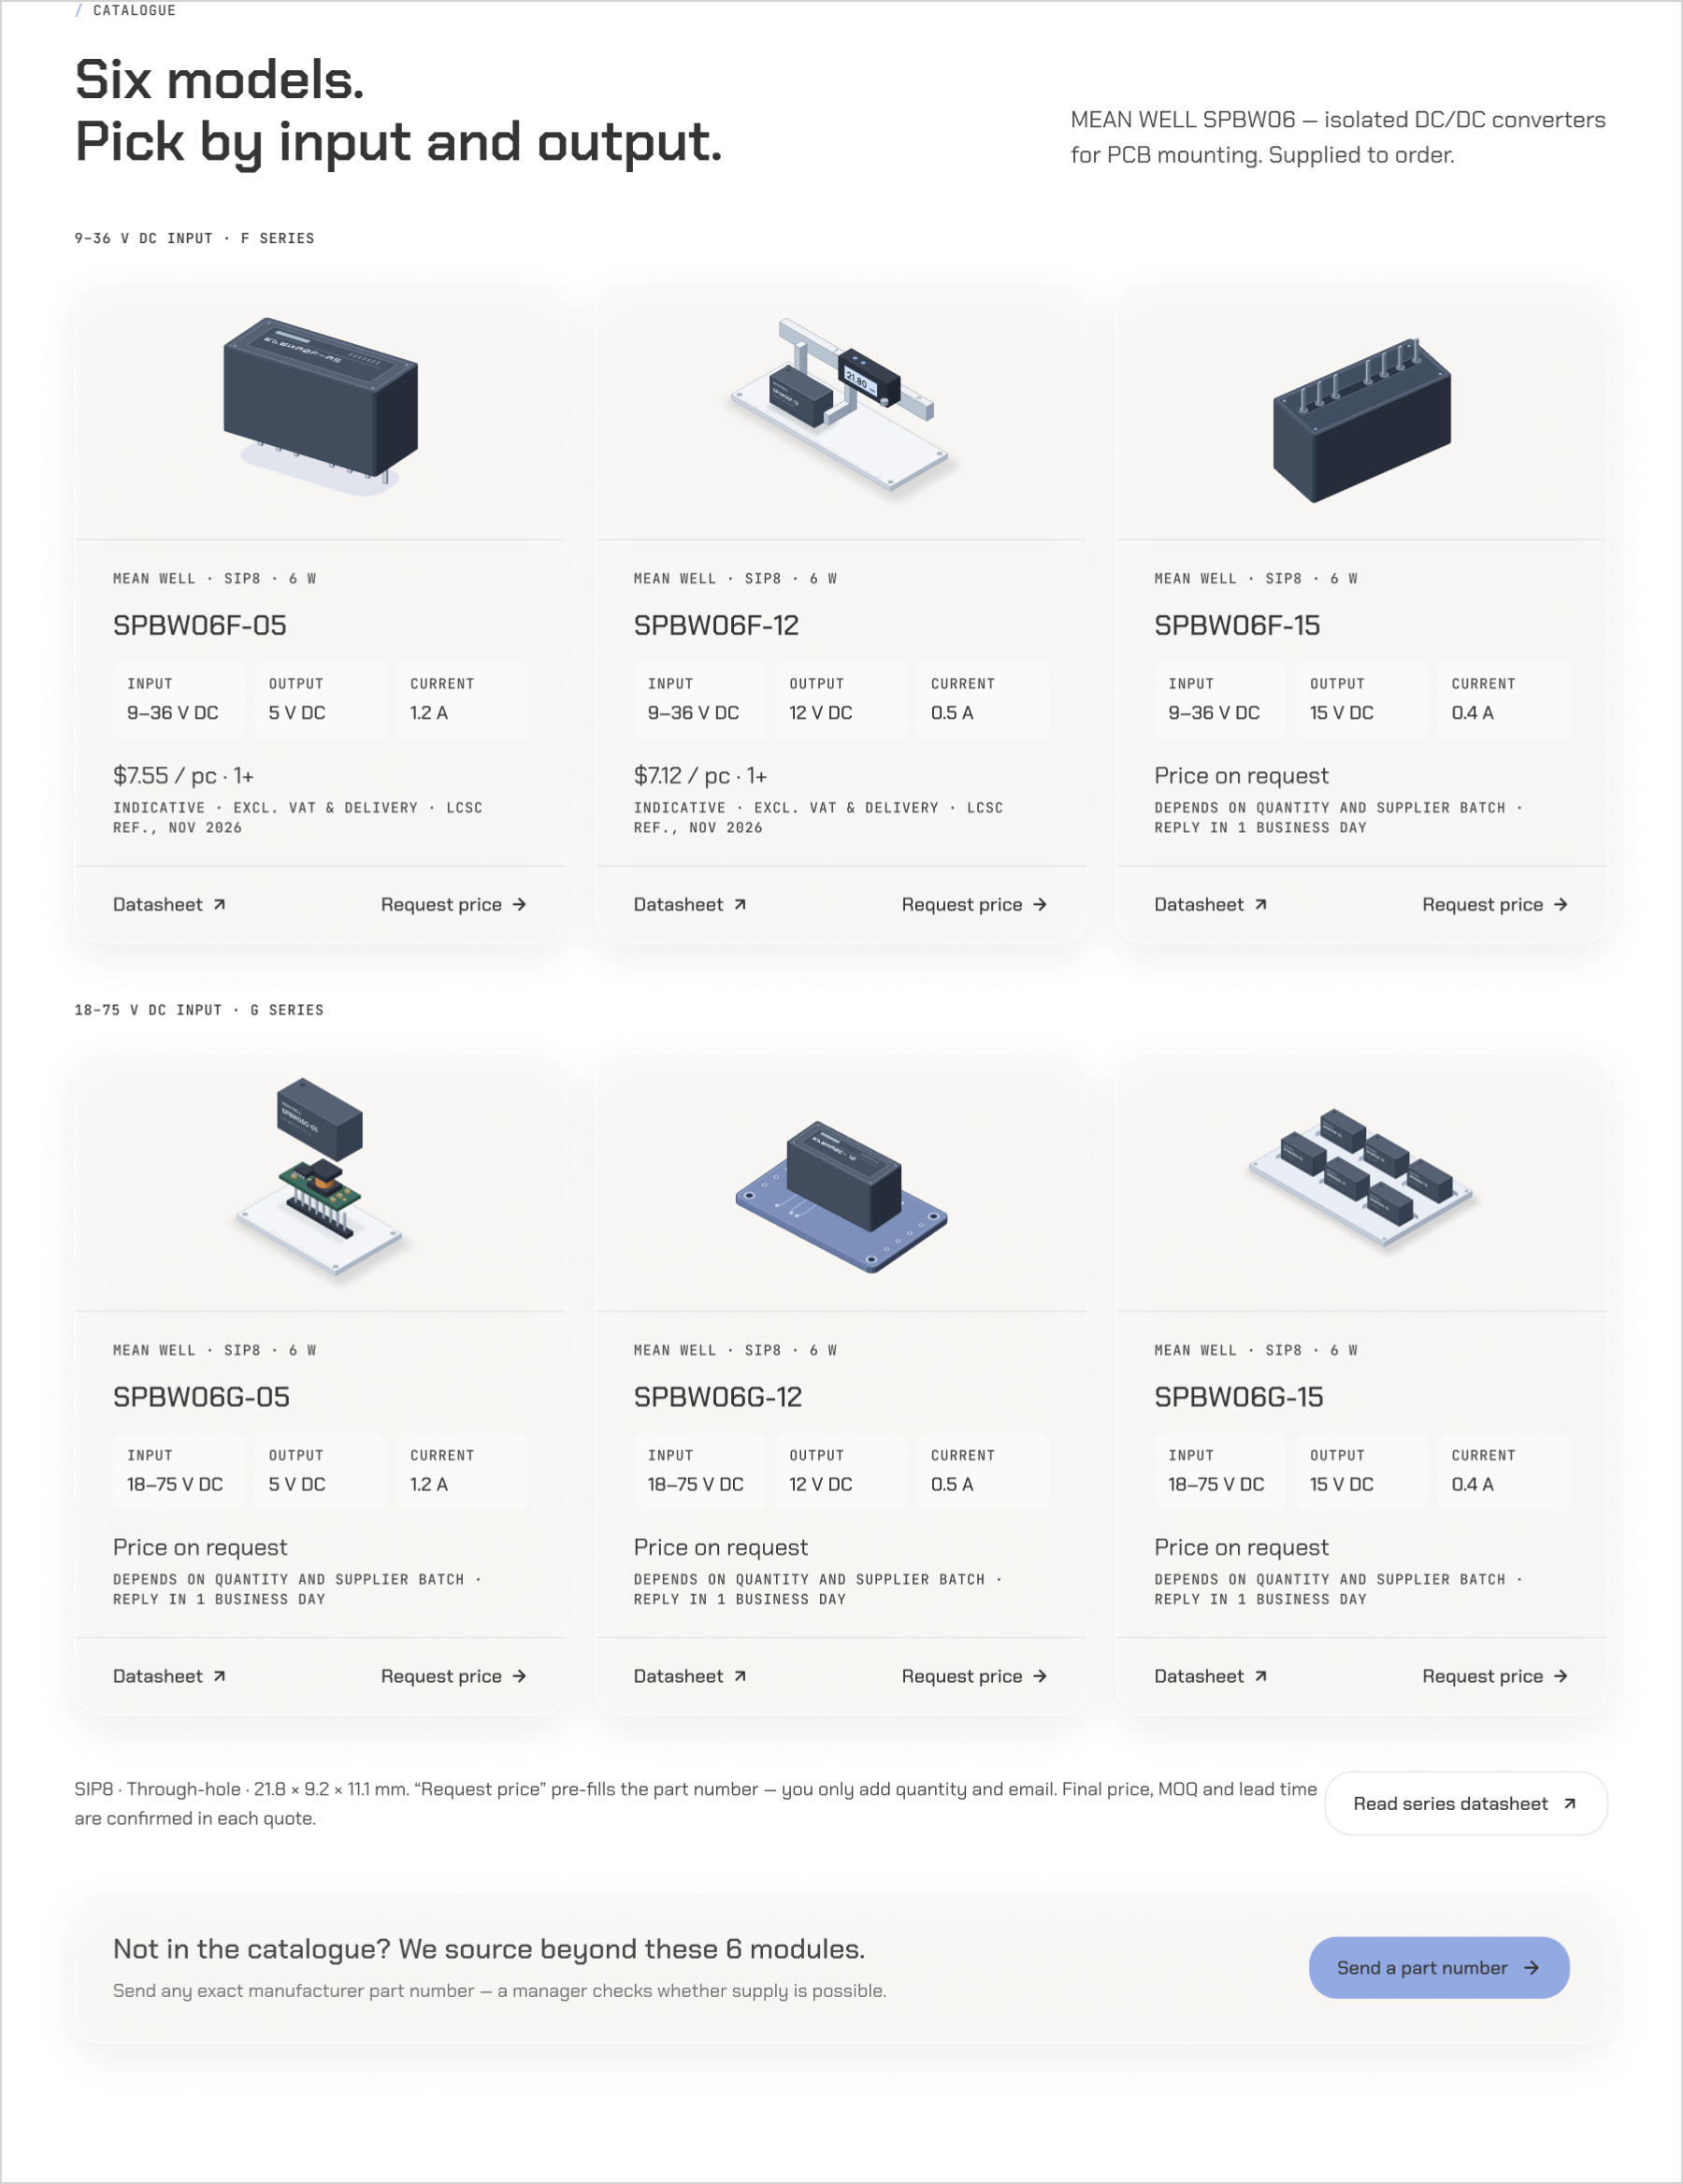 / CATALOGUE
Six models.
Pick by input and output.
MEAN WELL SPBW06 — isolated DC/DC converters
for PCB mounting. Supplied to order.
9–36 V DC INPUT · F SERIES
21.80
MEAN WELL · SIP8 · 6 W
SPBW06F-05
INPUT
9–36 V DC
OUTPUT
5 V DC
CURRENT
1.2 A
$7.55 / pc · 1+
INDICATIVE · EXCL. VAT & DELIVERY · LCSC
REF., NOV 2026
Datasheet ↗
Request price →
MEAN WELL · SIP8 · 6 W
SPBW06F-12
INPUT
9–36 V DC
OUTPUT
12 V DC
CURRENT
0.5 A
$7.12 / pc · 1+
INDICATIVE · EXCL. VAT & DELIVERY · LCSC
REF., NOV 2026
Datasheet ↗
Request price →
MEAN WELL · SIP8 · 6 W
SPBW06F-15
INPUT
9–36 V DC
OUTPUT
15 V DC
CURRENT
0.4 A
Price on request
DEPENDS ON QUANTITY AND SUPPLIER BATCH ·
REPLY IN 1 BUSINESS DAY
Datasheet ↗
Request price →
18–75 V DC INPUT · G SERIES
MEAN WELL · SIP8 · 6 W
SPBW06G-05
INPUT
18–75 V DC
OUTPUT
5 V DC
CURRENT
1.2 A
Price on request
DEPENDS ON QUANTITY AND SUPPLIER BATCH ·
REPLY IN 1 BUSINESS DAY
Datasheet ↗
Request price →
MEAN WELL · SIP8 · 6 W
SPBW06G-12
INPUT
18–75 V DC
OUTPUT
12 V DC
CURRENT
0.5 A
Price on request
DEPENDS ON QUANTITY AND SUPPLIER BATCH ·
REPLY IN 1 BUSINESS DAY
Datasheet ↗
Request price →
MEAN WELL · SIP8 · 6 W
SPBW06G-15
INPUT
18–75 V DC
OUTPUT
15 V DC
CURRENT
0.4 A
Price on request
DEPENDS ON QUANTITY AND SUPPLIER BATCH ·
REPLY IN 1 BUSINESS DAY
Datasheet ↗
Request price →
SIP8 · Through-hole · 21.8 × 9.2 × 11.1 mm. “Request price” pre-fills the part number — you only add quantity and email. Final price, MOQ and lead time
are confirmed in each quote.
Read series datasheet ↗
Not in the catalogue? We source beyond these 6 modules.
Send any exact manufacturer part number — a manager checks whether supply is possible.
Send a part number →